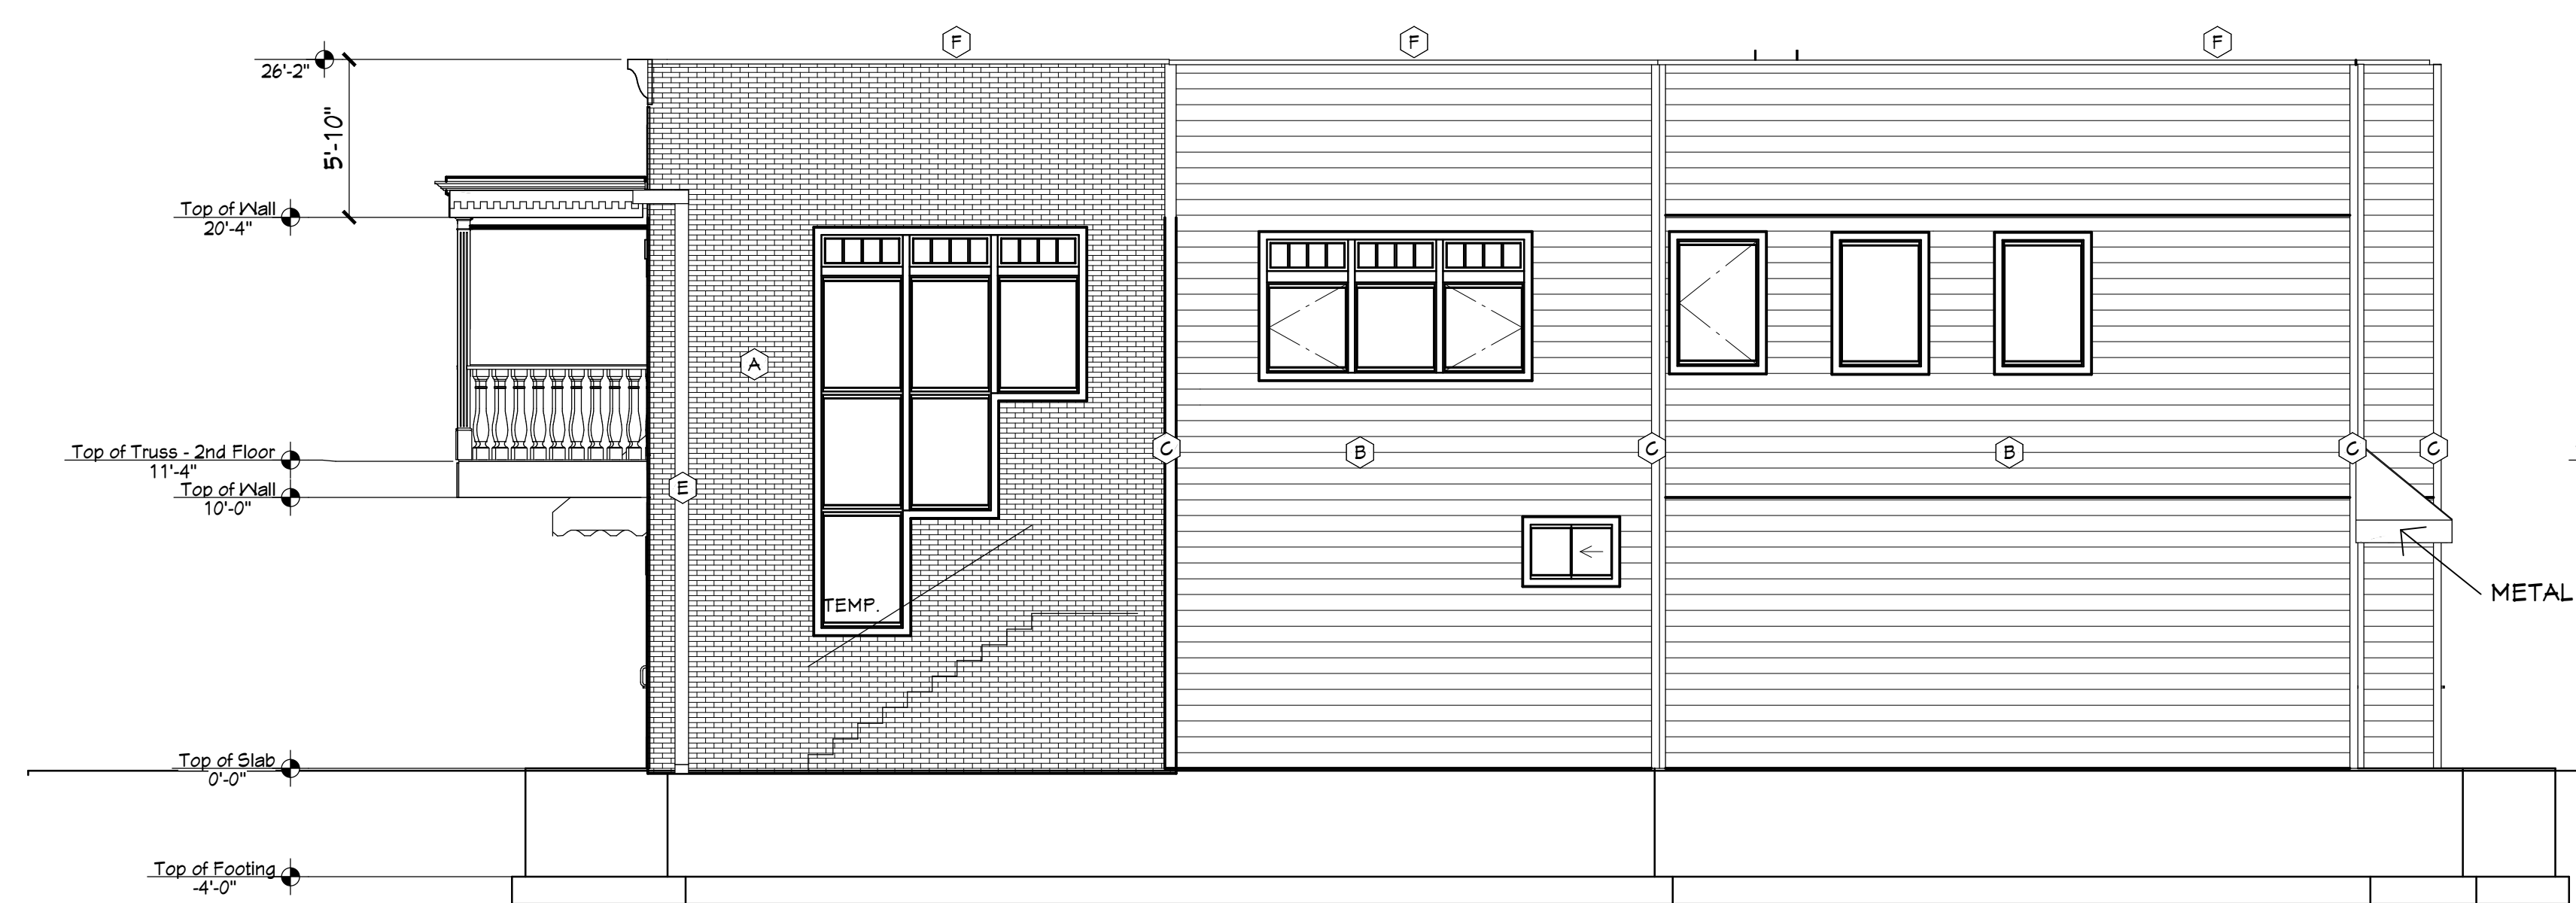 F
F
F
26'-2"
5'-10"
Top of Wall
20'-4"
A
Top of Truss - 2nd Floor
11'-4"
C
B
C
B
C
C
Top of Wall
10'-0"
E
METAL
TEMP.
Top of Slab
0'-0"
Top of Footing
-4'-0"